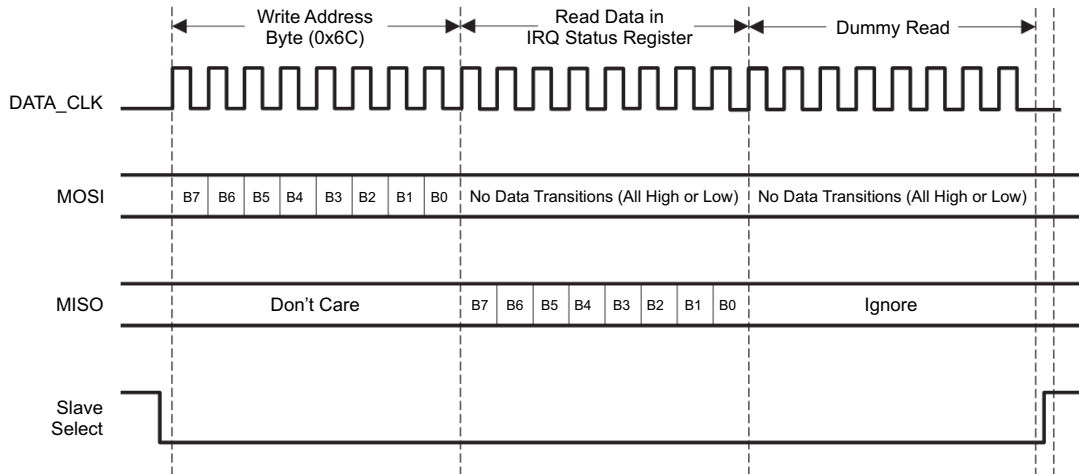 Write Address
Byte (0x6C)
Read Data in
IRQ Status Register
Dummy Read
DATA_CLK
MOSI
B7 B6 B5 B4 B3 B2 B1 B0
No Data Transitions (All High or Low)
No Data Transitions (All High or Low)
MISO
Don't Care
B7 B6 B5 B4 B3 B2 B1 B0
Ignore
Slave
Select